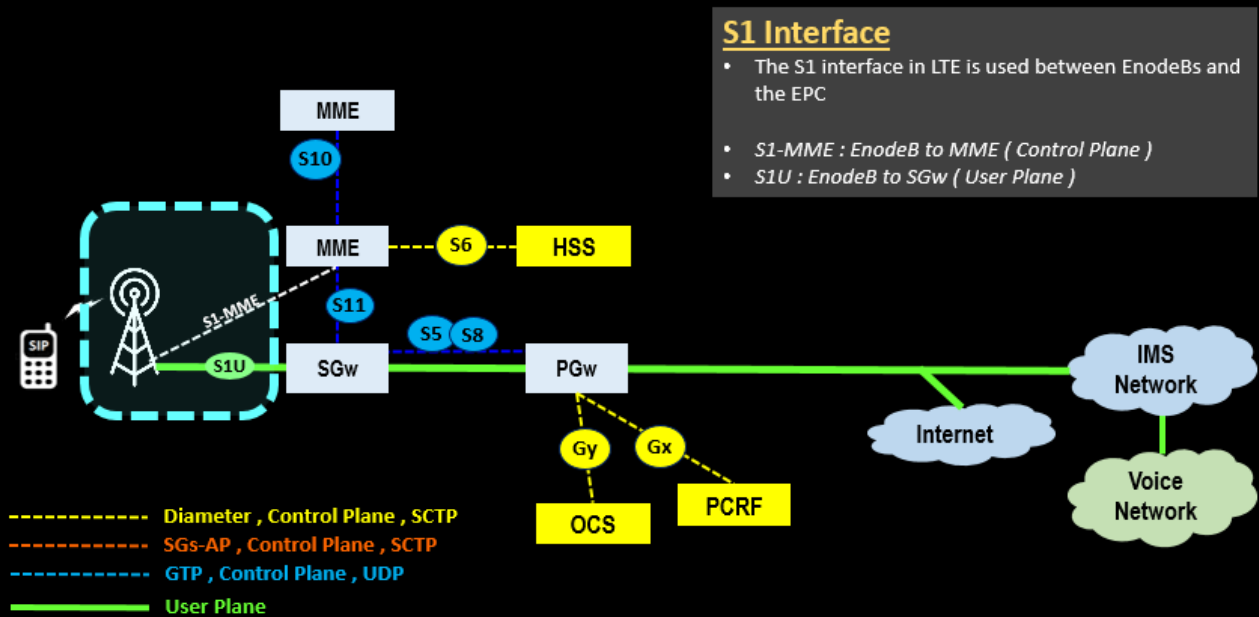 S1 Interface
• The S1 interface in LTE is used between EnodeBs and
the EPC
• S1-MME : EnodeB to MME ( Control Plane )
• S1U : EnodeB to SGw ( User Plane )
MME
S10
MME
S6
HSS
S1-MME
S11
SIP
S1U
SGw
S5
S8
PGw
IMS
Network
Internet
Gy
Gx
OCS
PCRF
Voice
Network
Diameter , Control Plane , SCTP
SGs-AP , Control Plane , SCTP
GTP , Control Plane , UDP
User Plane